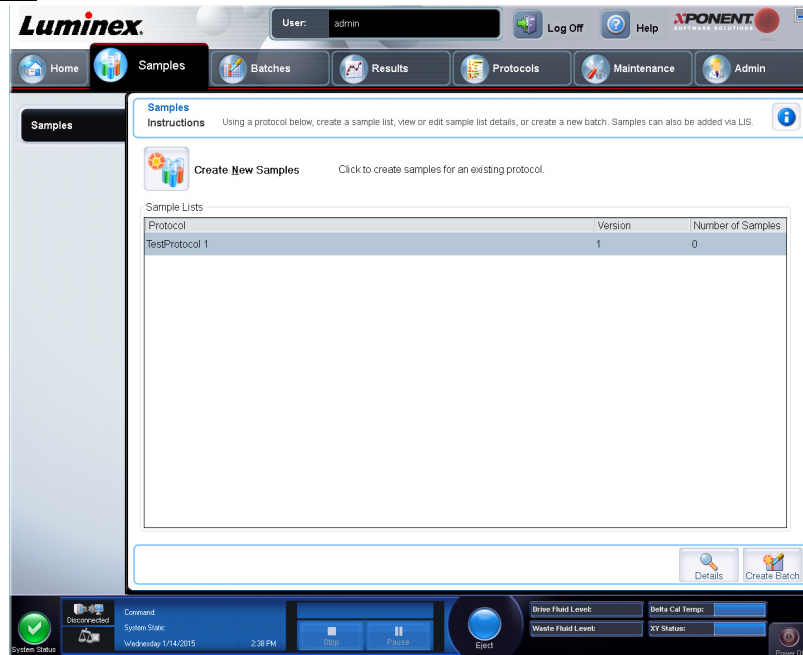 Luminex.
User: admin
Log Off
Help
XPONENT.
SOFTWARE SOLUTIONS
Home
Samples
Batches
Results
Protocols
Maintenance
Admin
Samples
Samples
Instructions Using a protocol below, create a sample list, view or edit sample list details, or create a new batch. Samples can also be added via LIS.
Create New Samples Click to create samples for an existing protocol.
Sample Lists
Protocol Version Number of Samples
TestProtocol 1 1 0
Details
Create Batch
System Status
Disconnected
Command:
System State:
Wednesday 1/14/2015 2:38 PM
Stop
Pause
Eject
Drive Fluid Level:
Waste Fluid Level:
Delta Cal Temp:
XY Status: